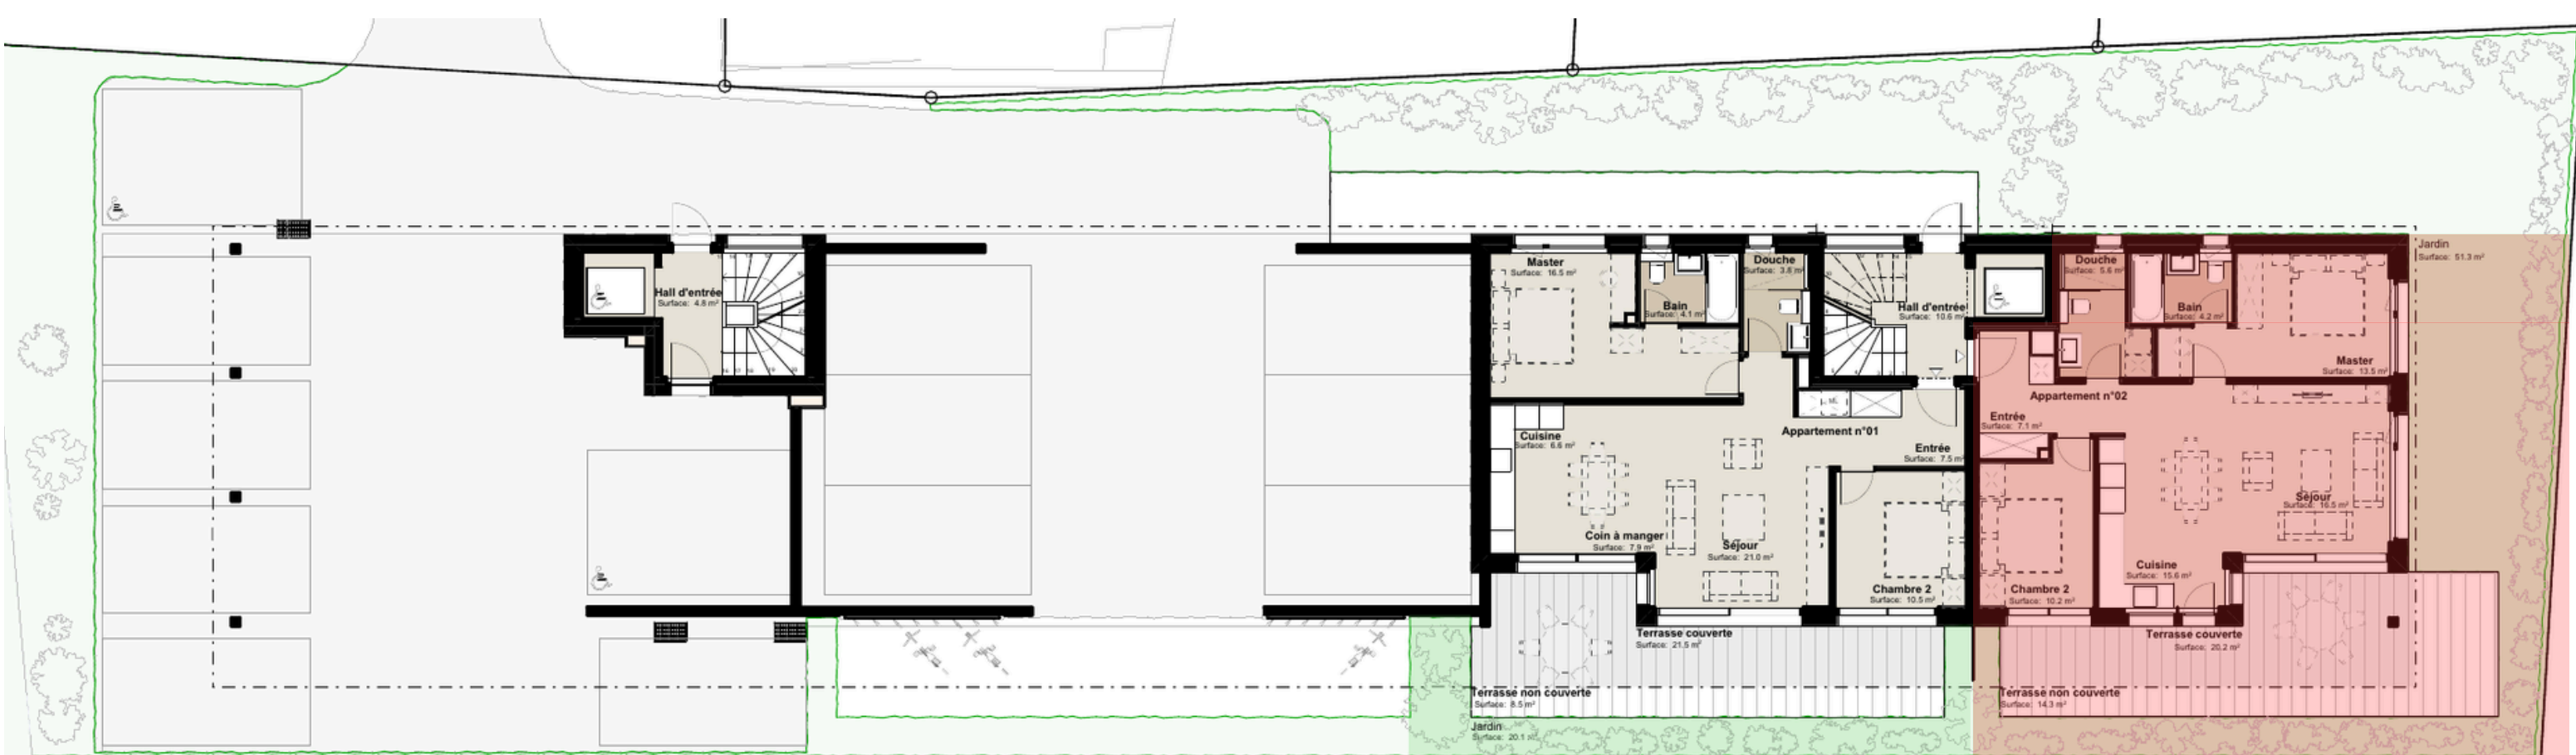 Hall d'entrée
Surface: 4.8 m²
Master
Surface: 16.5 m²
Bain
Surface: 4.1 m²
Douche
Surface: 3.8 m²
Hall d'entrée
Surface: 10.6 m²
Cuisine
Surface: 6.6 m²
Appartement n°01
Entrée
Surface: 7.5 m²
Coin à manger
Surface: 7.9 m²
Séjour
Surface: 21.0 m²
Chambre 2
Surface: 10.5 m²
Terrasse couverte
Surface: 21.5 m²
Terrasse non couverte
Surface: 8.5 m²
Jardin
Surface: 20.1 m²
Douche
Surface: 5.6 m²
Bain
Surface: 4.2 m²
Master
Surface: 13.5 m²
Jardin
Surface: 51.3 m²
Appartement n°02
Entrée
Surface: 7.1 m²
Séjour
Surface: 16.5 m²
Cuisine
Surface: 15.6 m²
Chambre 2
Surface: 10.2 m²
Terrasse couverte
Surface: 20.2 m²
Terrasse non couverte
Surface: 14.3 m²